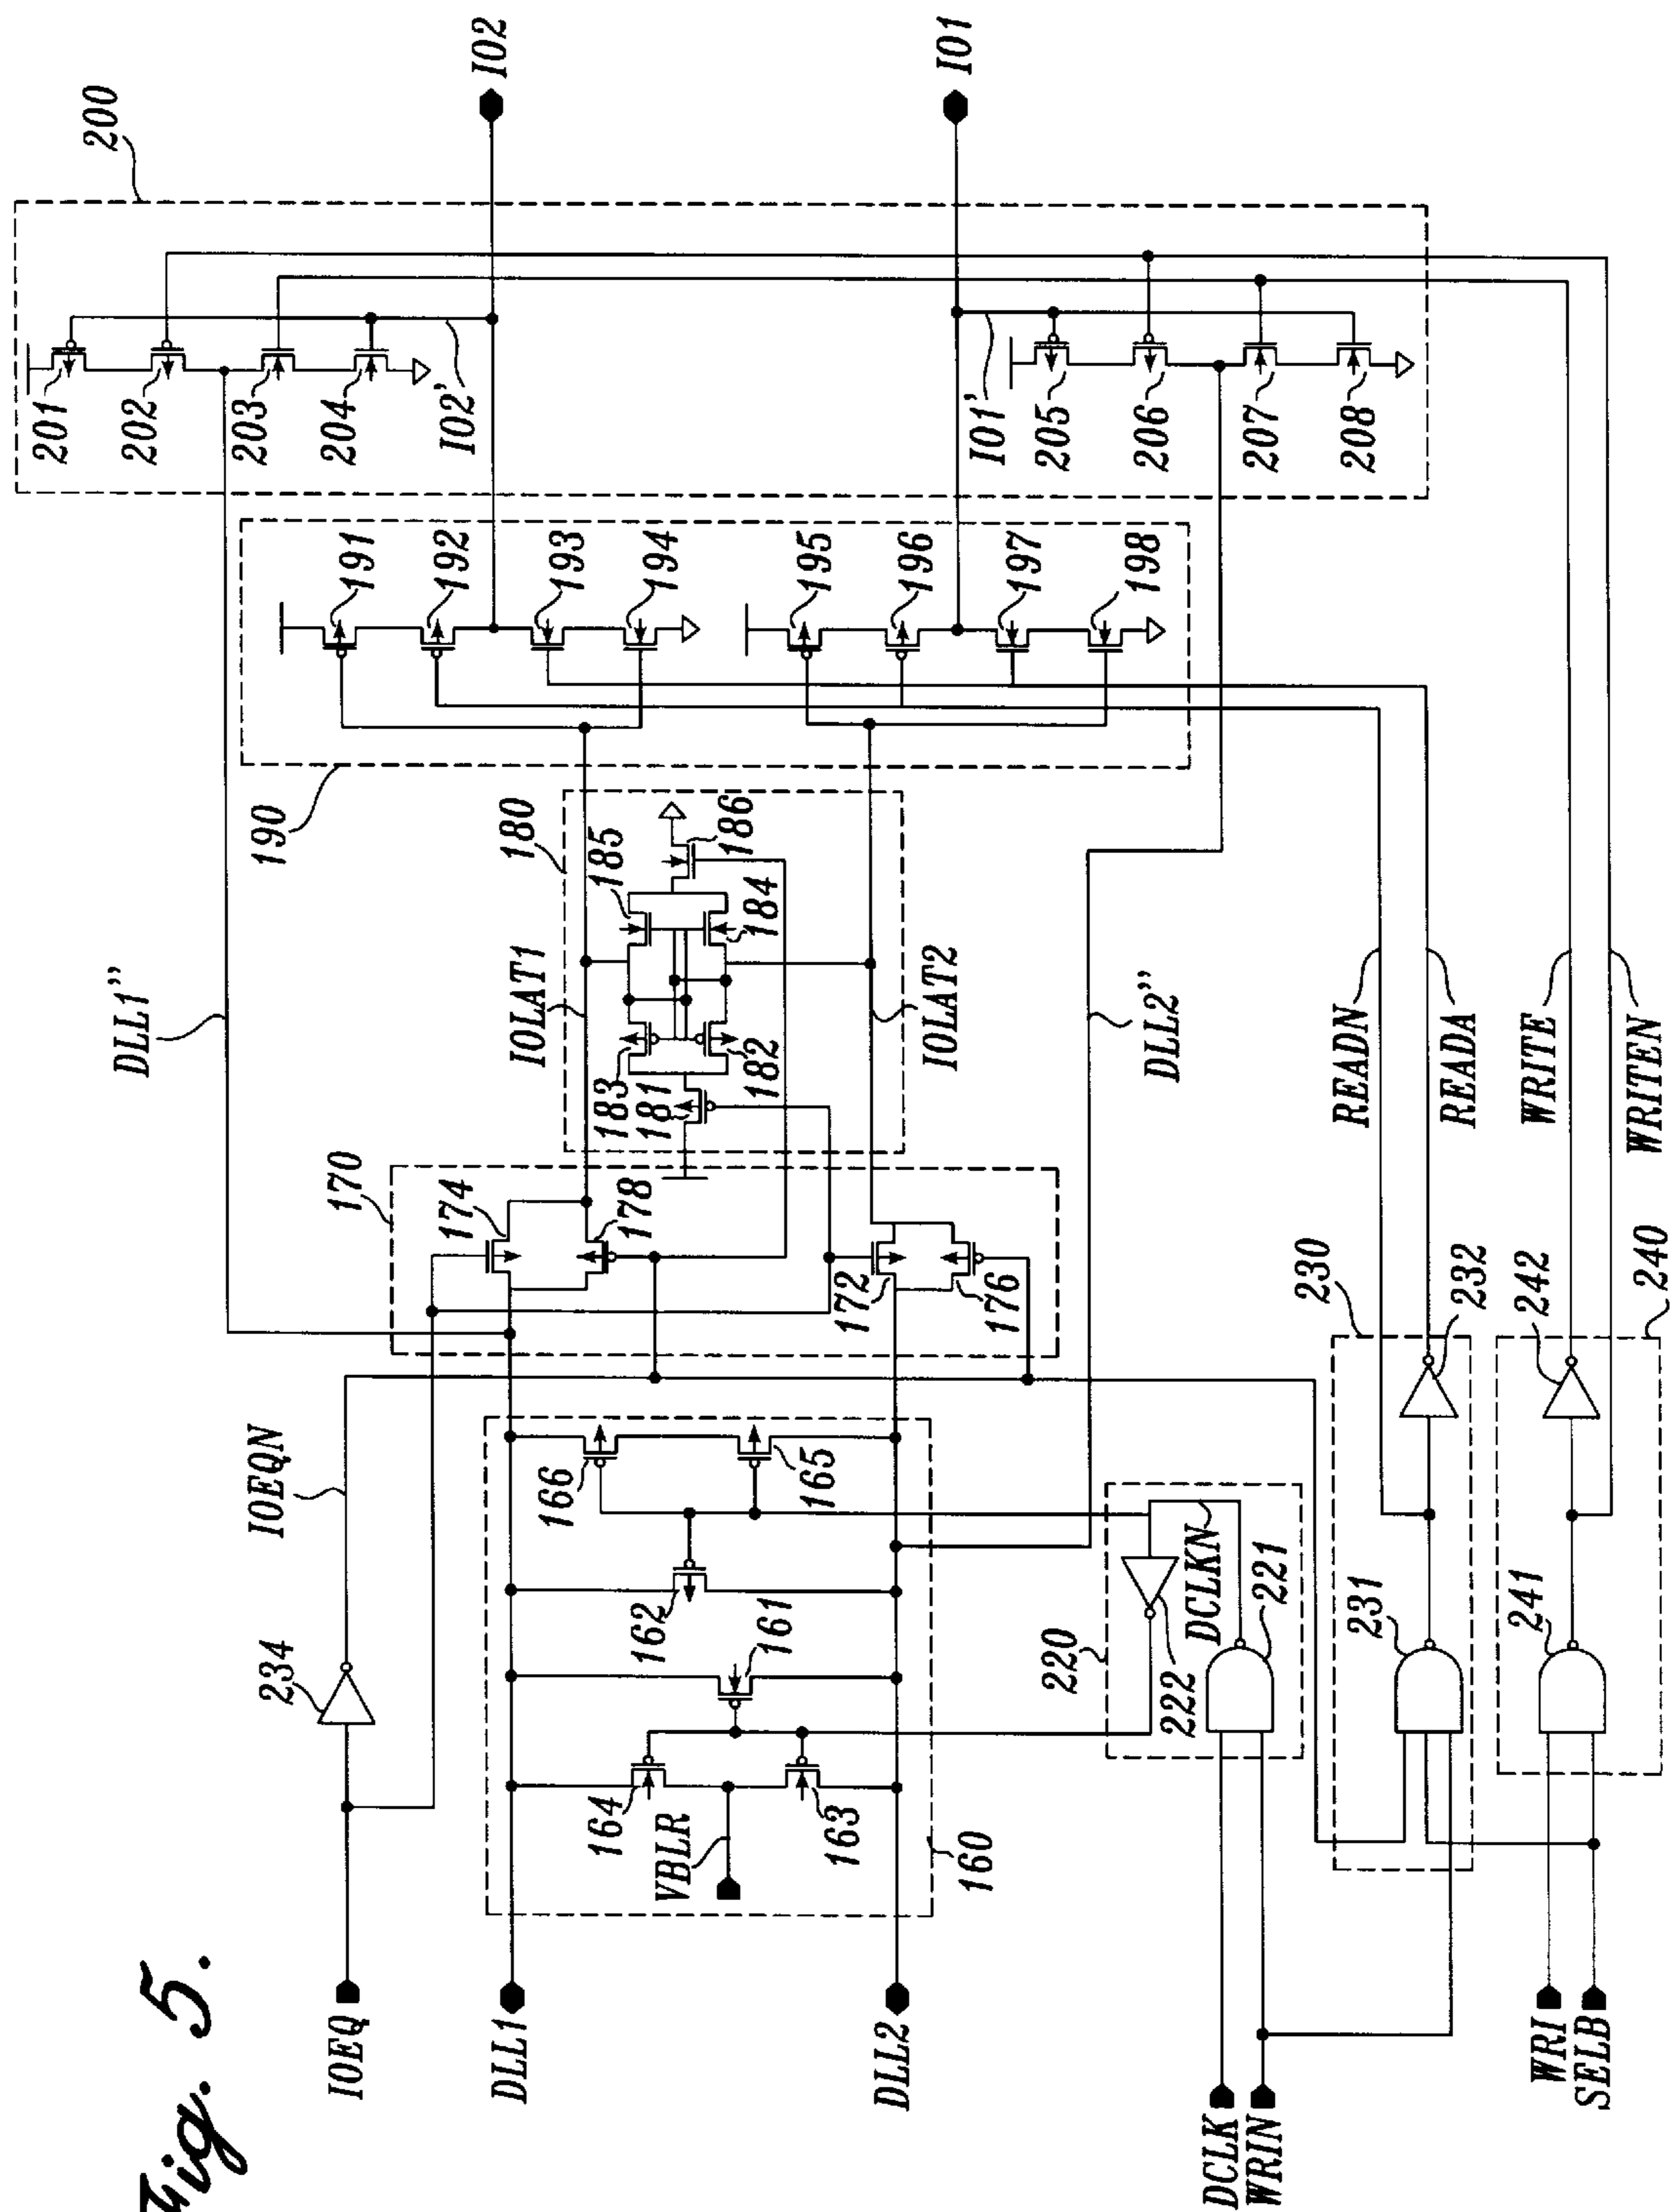 Fig. 5.
200
IO2
IO1
201
202
203
204
IO2'
IO1'
205
206
207
208
DLL1"
190
191
192
193
194
195
196
197
198
180
185
186
184
183
181
182
IOLAT1
IOLAT2
DLL2"
READN
READA
WRITE
WRITEN
170
174
178
172
176
IOEQN
234
IOEQ
166
165
162
161
164
163
VBLR
160
DLL1
DLL2
220
222
DCLKN
221
230
232
231
240
242
241
DCLK
WRIN
WRI
SELB